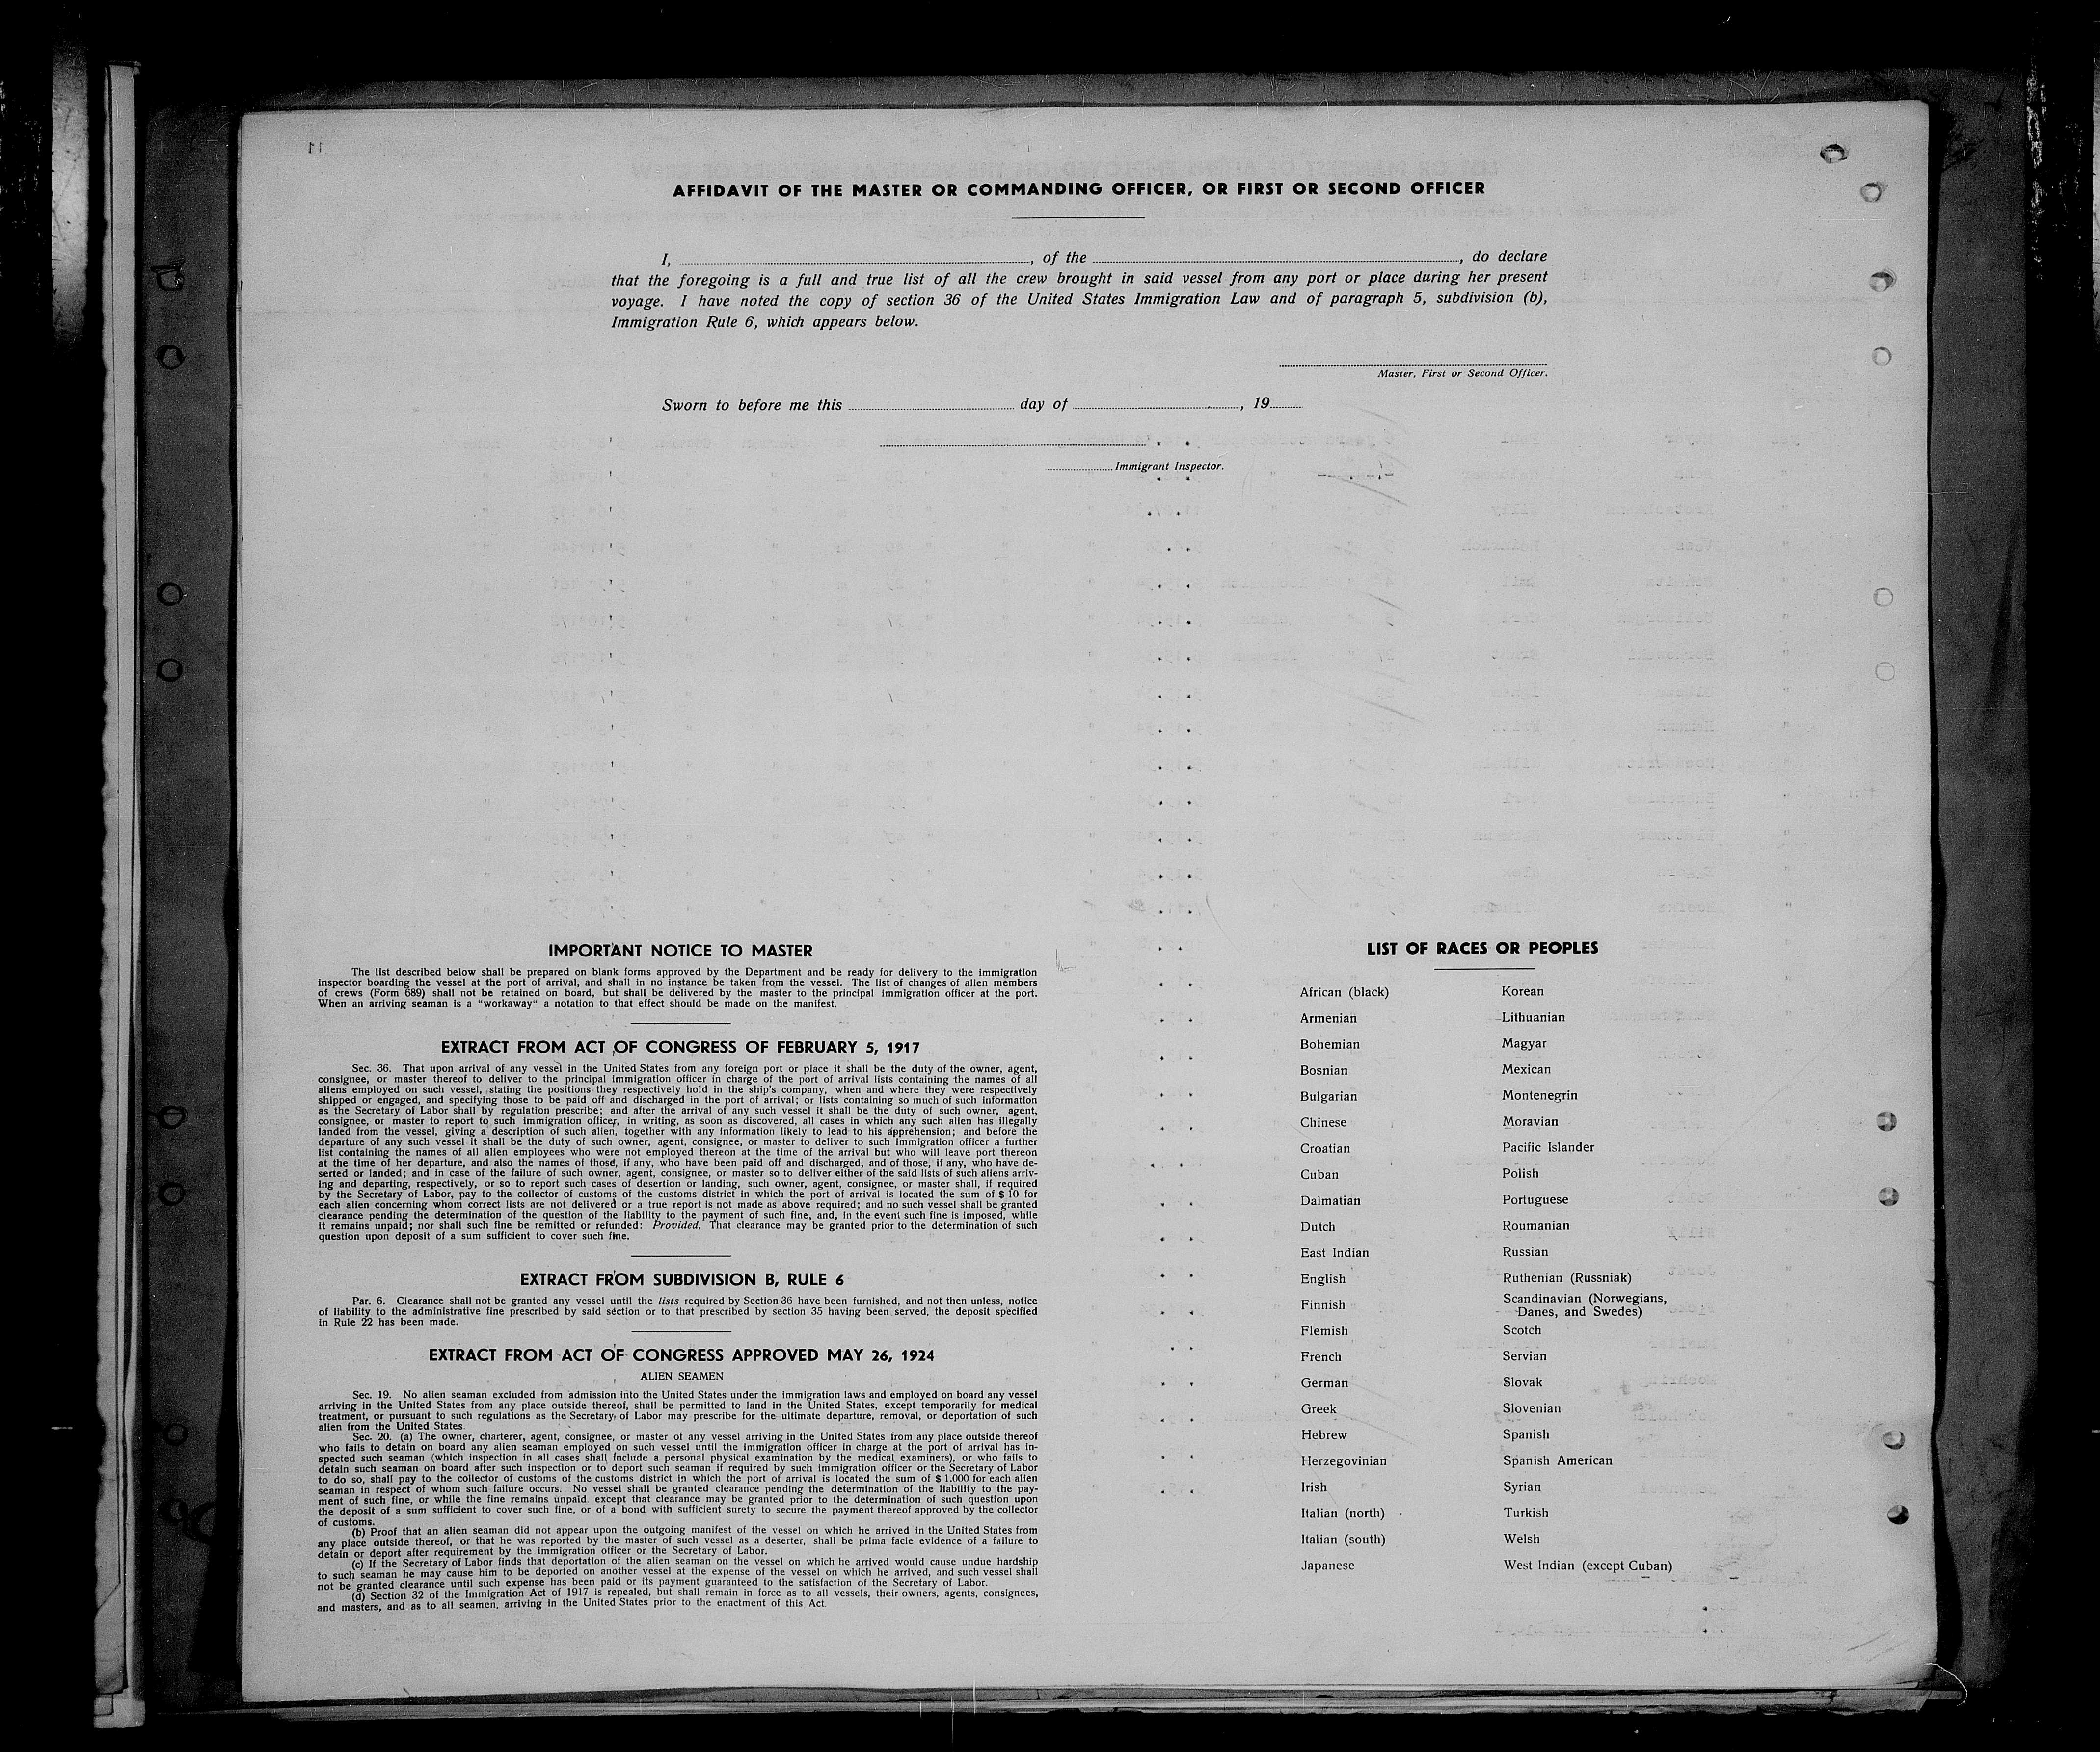 AFFIDAVIT OF THE MASTER OR COMMANDING OFFICER, OR FIRST OR SECOND OFFICER
I, , of the , do declare
that the foregoing is a full and true list of all the crew brought in said vessel from any port or place during her present
voyage. I have noted the copy of section 36 of the United States Immigration Law and of paragraph 5, subdivision (b),
Immigration Rule 6, which appears below.
Master, First or Second Officer.
Sworn to before me this day of , 19
Immigrant Inspector.
IMPORTANT NOTICE TO MASTER
The list described below shall be prepared on blank forms approved by the Department and be ready for delivery to the immigration
inspector boarding the vessel at the port of arrival, and shall in no instance be taken from the vessel. The list of changes of alien members
of crews (Form 689) shall not be retained on board, but shall be delivered by the master to the principal immigration officer at the port.
When an arriving seaman is a "workaway" a notation to that effect should be made on the manifest.
EXTRACT FROM ACT OF CONGRESS OF FEBRUARY 5, 1917
Sec. 36. That upon arrival of any vessel in the United States from any foreign port or place it shall be the duty of the owner, agent,
consignee, or master thereof to deliver to the principal immigration officer in charge of the port of arrival lists containing the names of all
aliens employed on such vessel, stating the positions they respectively hold in the ship's company, when and where they were respectively
shipped or engaged, and specifying those to be paid off and discharged in the port of arrival; or lists containing so much of such information
as the Secretary of Labor shall by regulation prescribe; and after the arrival of any such vessel it shall be the duty of such owner, agent,
consignee, or master to report to such immigration officer, in writing, as soon as discovered, all cases in which any such alien has illegally
landed from the vessel, giving a description of such alien, together with any information likely to lead to his apprehension; and before the
departure of any such vessel it shall be the duty of such owner, agent, consignee, or master to deliver to such immigration officer a further
list containing the names of all alien employees who were not employed thereon at the time of the arrival but who will leave port thereon
at the time of her departure, and also the names of those, if any, who have been paid off and discharged, and of those, if any, who have de-
serted or landed; and in case of the failure of such owner, agent, consignee, or master so to deliver either of the said lists of such aliens arriv-
ing and departing, respectively, or so to report such cases of desertion or landing, such owner, agent, consignee, or master shall, if required
by the Secretary of Labor, pay to the collector of customs of the customs district in which the port of arrival is located the sum of $ 10 for
each alien concerning whom correct lists are not delivered or a true report is not made as above required; and no such vessel shall be granted
clearance pending the determination of the question of the liability to the payment of such fine, and, in the event such fine is imposed, while
it remains unpaid; nor shall such fine be remitted or refunded: Provided, That clearance may be granted prior to the determination of such
question upon deposit of a sum sufficient to cover such fine.
EXTRACT FROM SUBDIVISION B, RULE 6
Par. 6. Clearance shall not be granted any vessel until the lists required by Section 36 have been furnished, and not then unless, notice
of liability to the administrative fine prescribed by said section or to that prescribed by section 35 having been served, the deposit specified
in Rule 22 has been made.
EXTRACT FROM ACT OF CONGRESS APPROVED MAY 26, 1924
ALIEN SEAMEN
Sec. 19. No alien seaman excluded from admission into the United States under the immigration laws and employed on board any vessel
arriving in the United States from any place outside thereof, shall be permitted to land in the United States, except temporarily for medical
treatment, or pursuant to such regulations as the Secretary of Labor may prescribe for the ultimate departure, removal, or deportation of such
alien from the United States.
Sec. 20. (a) The owner, charterer, agent, consignee, or master of any vessel arriving in the United States from any place outside thereof
who fails to detain on board any alien seaman employed on such vessel until the immigration officer in charge at the port of arrival has in-
spected such seaman (which inspection in all cases shall include a personal physical examination by the medical examiners), or who fails to
detain such seaman on board after such inspection or to deport such seaman if required by such immigration officer or the Secretary of Labor
to do so, shall pay to the collector of customs of the customs district in which the port of arrival is located the sum of $ 1.000 for each alien
seaman in respect of whom such failure occurs. No vessel shall be granted clearance pending the determination of the liability to the pay-
ment of such fine, or while the fine remains unpaid, except that clearance may be granted prior to the determination of such question upon
the deposit of a sum sufficient to cover such fine, or of a bond with sufficient surety to secure the payment thereof approved by the collector
of customs.
(b) Proof that an alien seaman did not appear upon the outgoing manifest of the vessel on which he arrived in the United States from
any place outside thereof, or that he was reported by the master of such vessel as a deserter, shall be prima facie evidence of a failure to
detain or deport after requirement by the immigration officer or the Secretary of Labor.
(c) If the Secretary of Labor finds that deportation of the alien seaman on the vessel on which he arrived would cause undue hardship
to such seaman he may cause him to be deported on another vessel at the expense of the vessel on which he arrived, and such vessel shall
not be granted clearance until such expense has been paid or its payment guaranteed to the satisfaction of the Secretary of Labor.
(d) Section 32 of the Immigration Act of 1917 is repealed, but shall remain in force as to all vessels, their owners, agents, consignees,
and masters, and as to all seamen, arriving in the United States prior to the enactment of this Act.
LIST OF RACES OR PEOPLES
African (black)
Armenian
Bohemian
Bosnian
Bulgarian
Chinese
Croatian
Cuban
Dalmatian
Dutch
East Indian
English
Finnish
Flemish
French
German
Greek
Hebrew
Herzegovinian
Irish
Italian (north)
Italian (south)
Japanese
Korean
Lithuanian
Magyar
Mexican
Montenegrin
Moravian
Pacific Islander
Polish
Portuguese
Roumanian
Russian
Ruthenian (Russniak)
Scandinavian (Norwegians,
Danes, and Swedes)
Scotch
Servian
Slovak
Slovenian
Spanish
Spanish American
Syrian
Turkish
Welsh
West Indian (except Cuban)